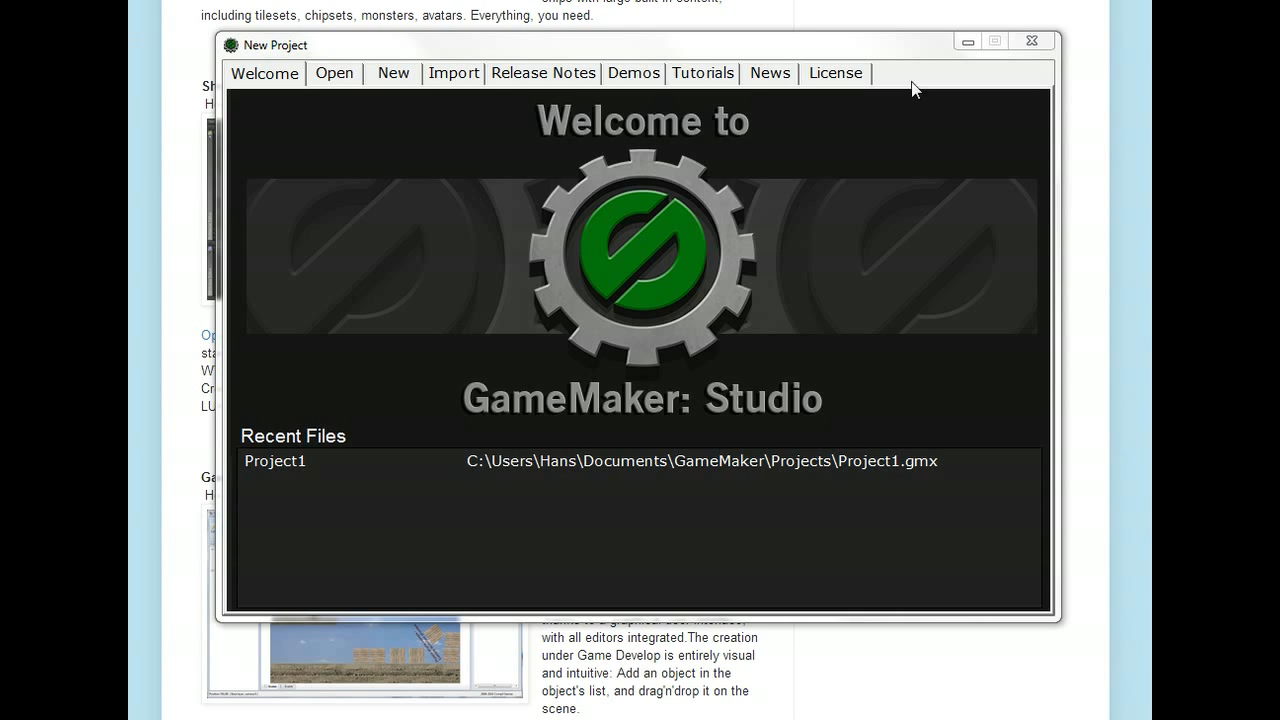 including tilesets, chipsets, monsters, avatars. Everything, you need.
New Project
Welcome Open New Import Release Notes Demos Tutorials News License
Welcome to
GameMaker: Studio
Recent Files
Project1 C:\Users\Hans\Documents\GameMaker\Projects\Project1.gmx
with all editors integrated.The creation
under Game Develop is entirely visual
and intuitive: Add an object in the
object's list, and drag'n'drop it on the
scene.